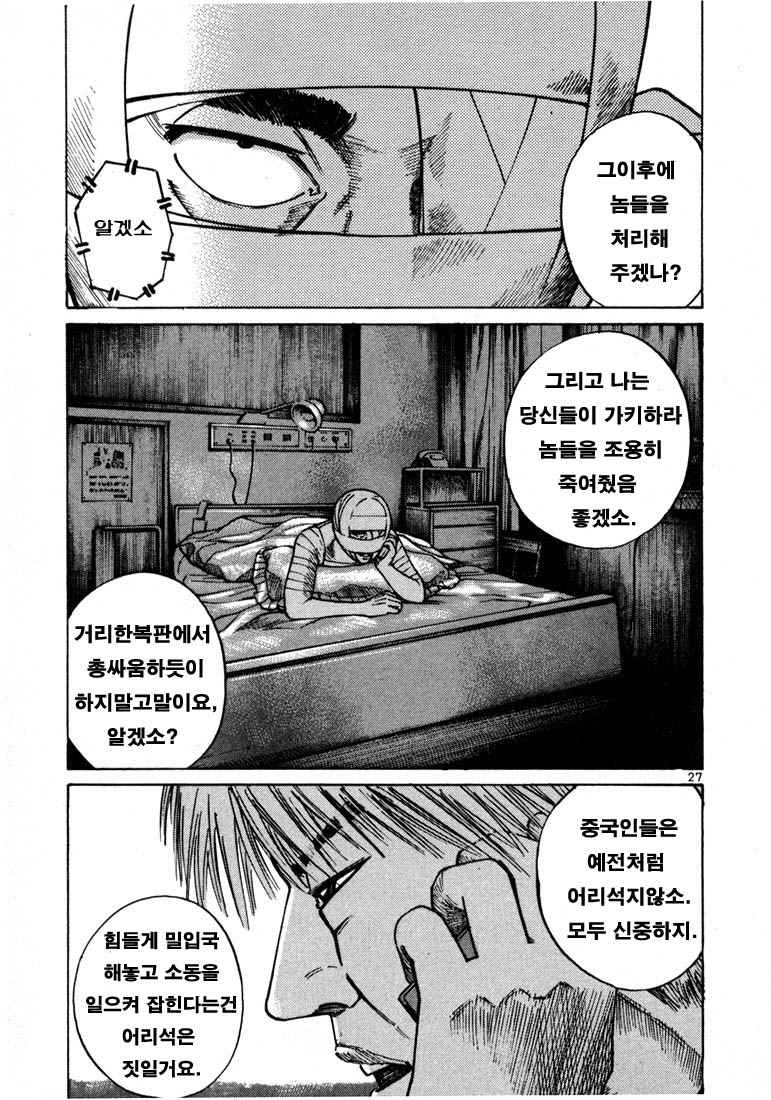 그이후에
놈들을
처리해
주겠나?
알겠소
그리고 나는
당신들이 가키하라
놈들을 조용히
죽여줬음
좋겠소.
거리한복판에서
총싸움하듯이
하지말고말이요,
알겠소?
27
중국인들은
예전처럼
어리석지않소.
모두 신중하지.
힘들게 밀입국
해놓고 소동을
일으켜 잡힌다는건
어리석은
짓일거요.